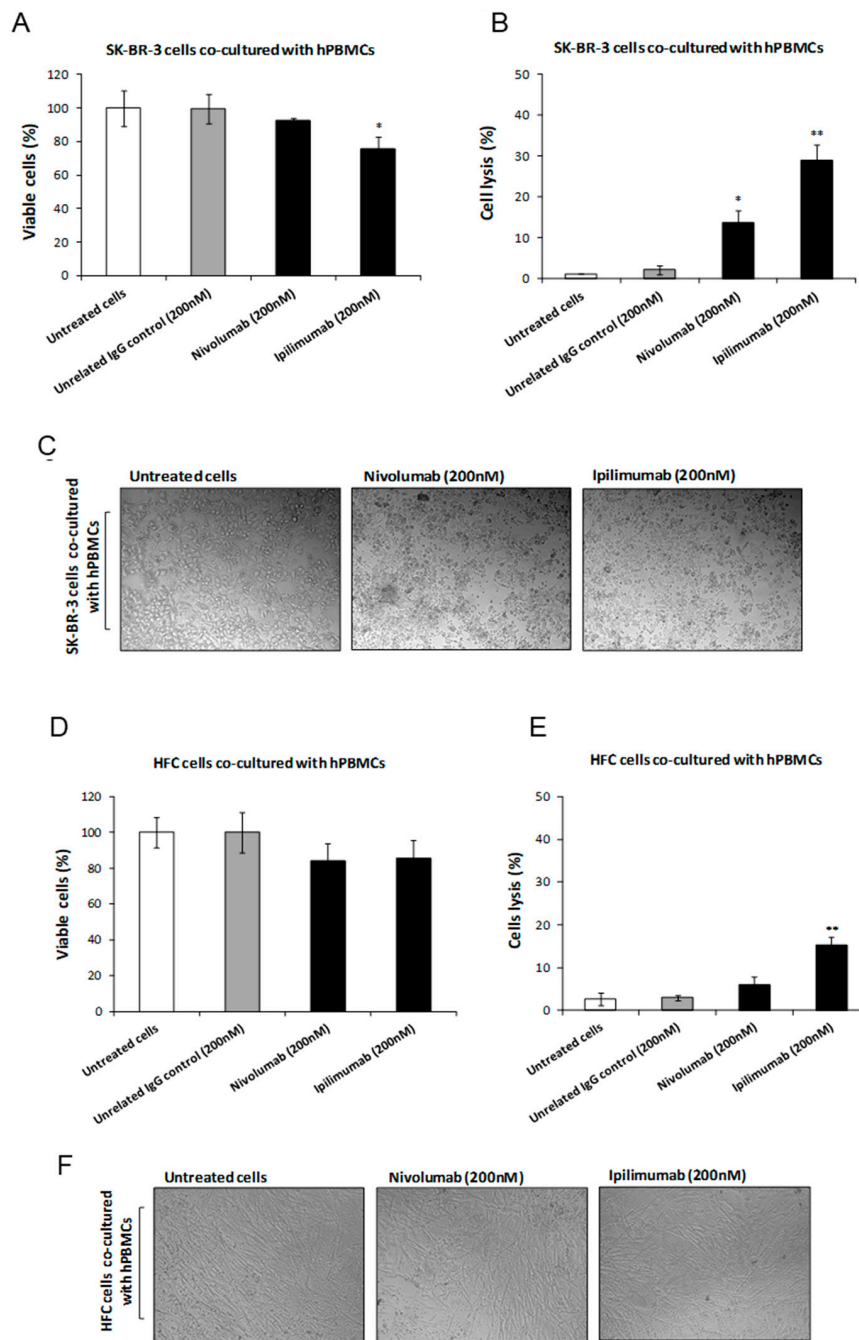 A
SK-BR-3 cells co-cultured with hPBMCs
120
100
80
60
40
20
0
Viable cells (%)
*
Untreated cells
Unrelated IgG control (200nM)
Nivolumab (200nM)
Ipilimumab (200nM)
B
SK-BR-3 cells co-cultured with hPBMCs
50
40
30
20
10
0
Cell lysis (%)
*
**
Untreated cells
Unrelated IgG control (200nM)
Nivolumab (200nM)
Ipilimumab (200nM)
C
Untreated cells
Nivolumab (200nM)
Ipilimumab (200nM)
SK-BR-3 cells co-cultured
with hPBMCs
D
HFC cells co-cultured with hPBMCs
120
100
80
60
40
20
0
Viable cells (%)
Untreated cells
Unrelated IgG control (200nM)
Nivolumab (200nM)
Ipilimumab (200nM)
E
HFC cells co-cultured with hPBMCs
50
40
30
20
10
0
Cells lysis (%)
**
Untreated cells
Unrelated IgG control (200nM)
Nivolumab (200nM)
Ipilimumab (200nM)
F
Untreated cells
Nivolumab (200nM)
Ipilimumab (200nM)
HFC cells co-cultured
with hPBMCs